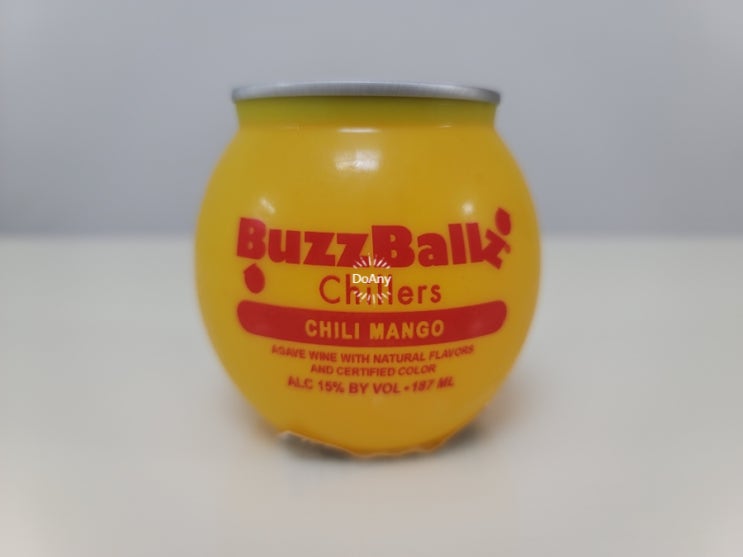 BuzzBallz
DoAny
Chillers
CHILI MANGO
AGAVE WINE WITH NATURAL FLAVORS
AND CERTIFIED COLOR
ALC 15% BY VOL • 187 ML